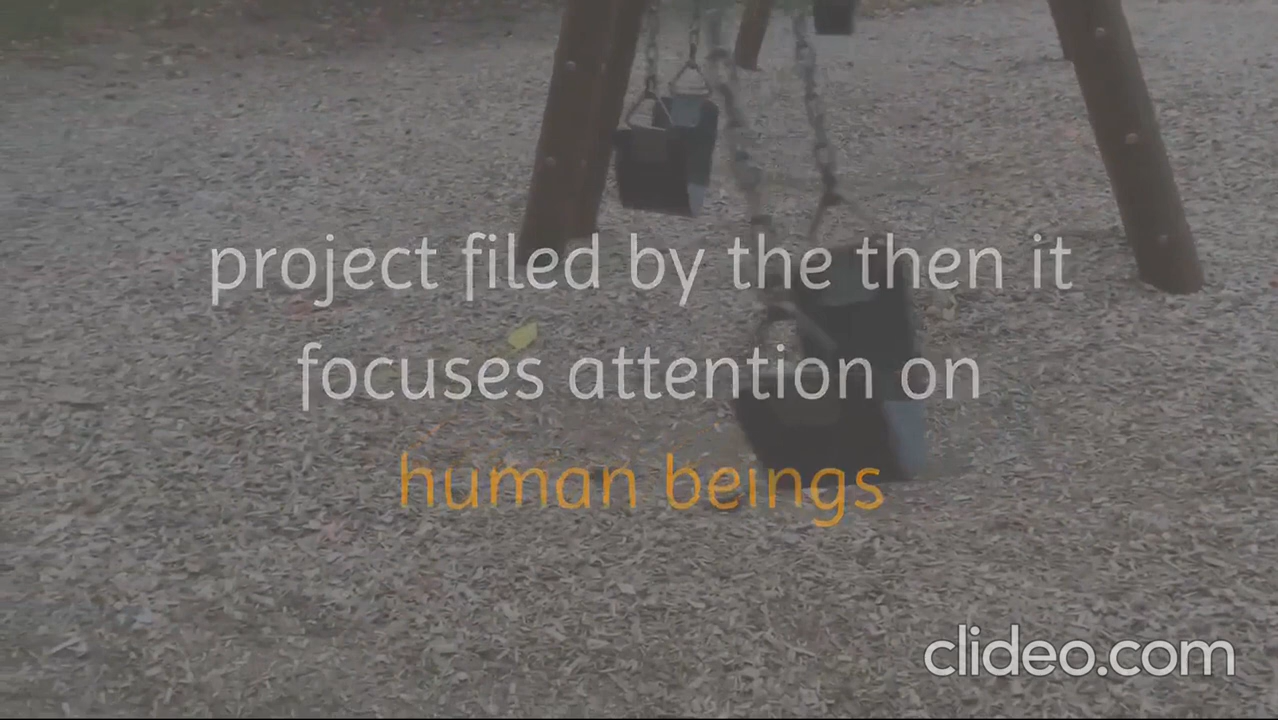 project filed by the then it
focuses attention on
human beings
clideo.com